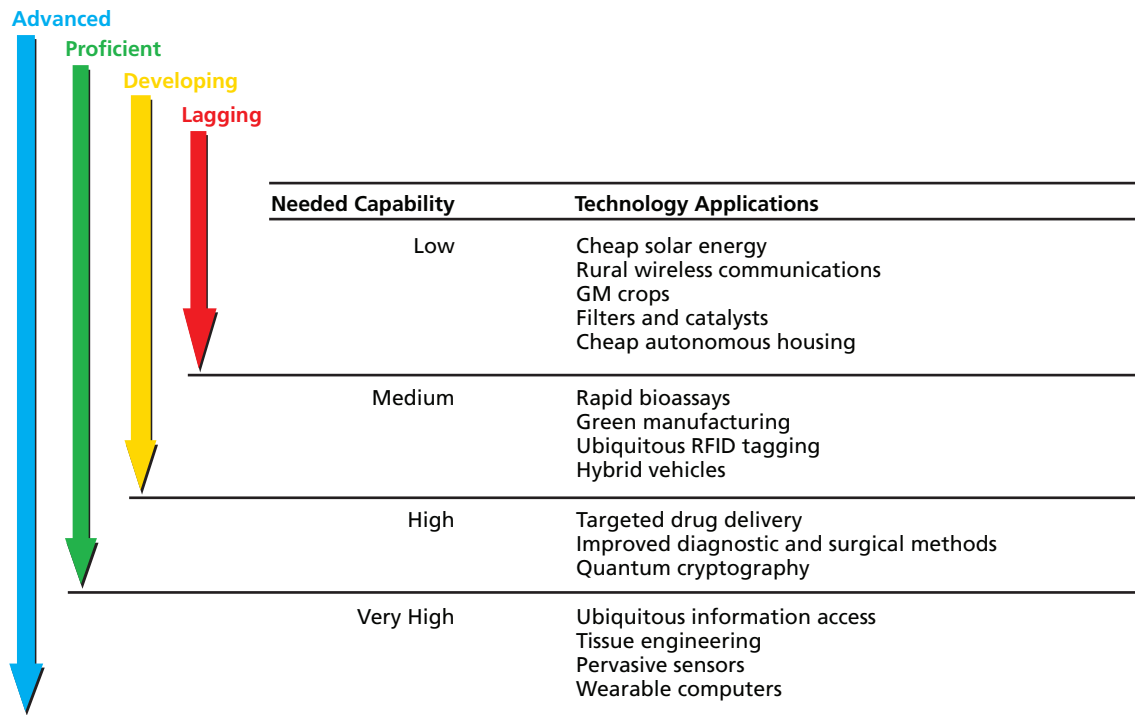 Advanced
Proficient
Developing
Lagging
Needed Capability Technology Applications
Low Cheap solar energy
Rural wireless communications
GM crops
Filters and catalysts
Cheap autonomous housing
Medium Rapid bioassays
Green manufacturing
Ubiquitous RFID tagging
Hybrid vehicles
High Targeted drug delivery
Improved diagnostic and surgical methods
Quantum cryptography
Very High Ubiquitous information access
Tissue engineering
Pervasive sensors
Wearable computers